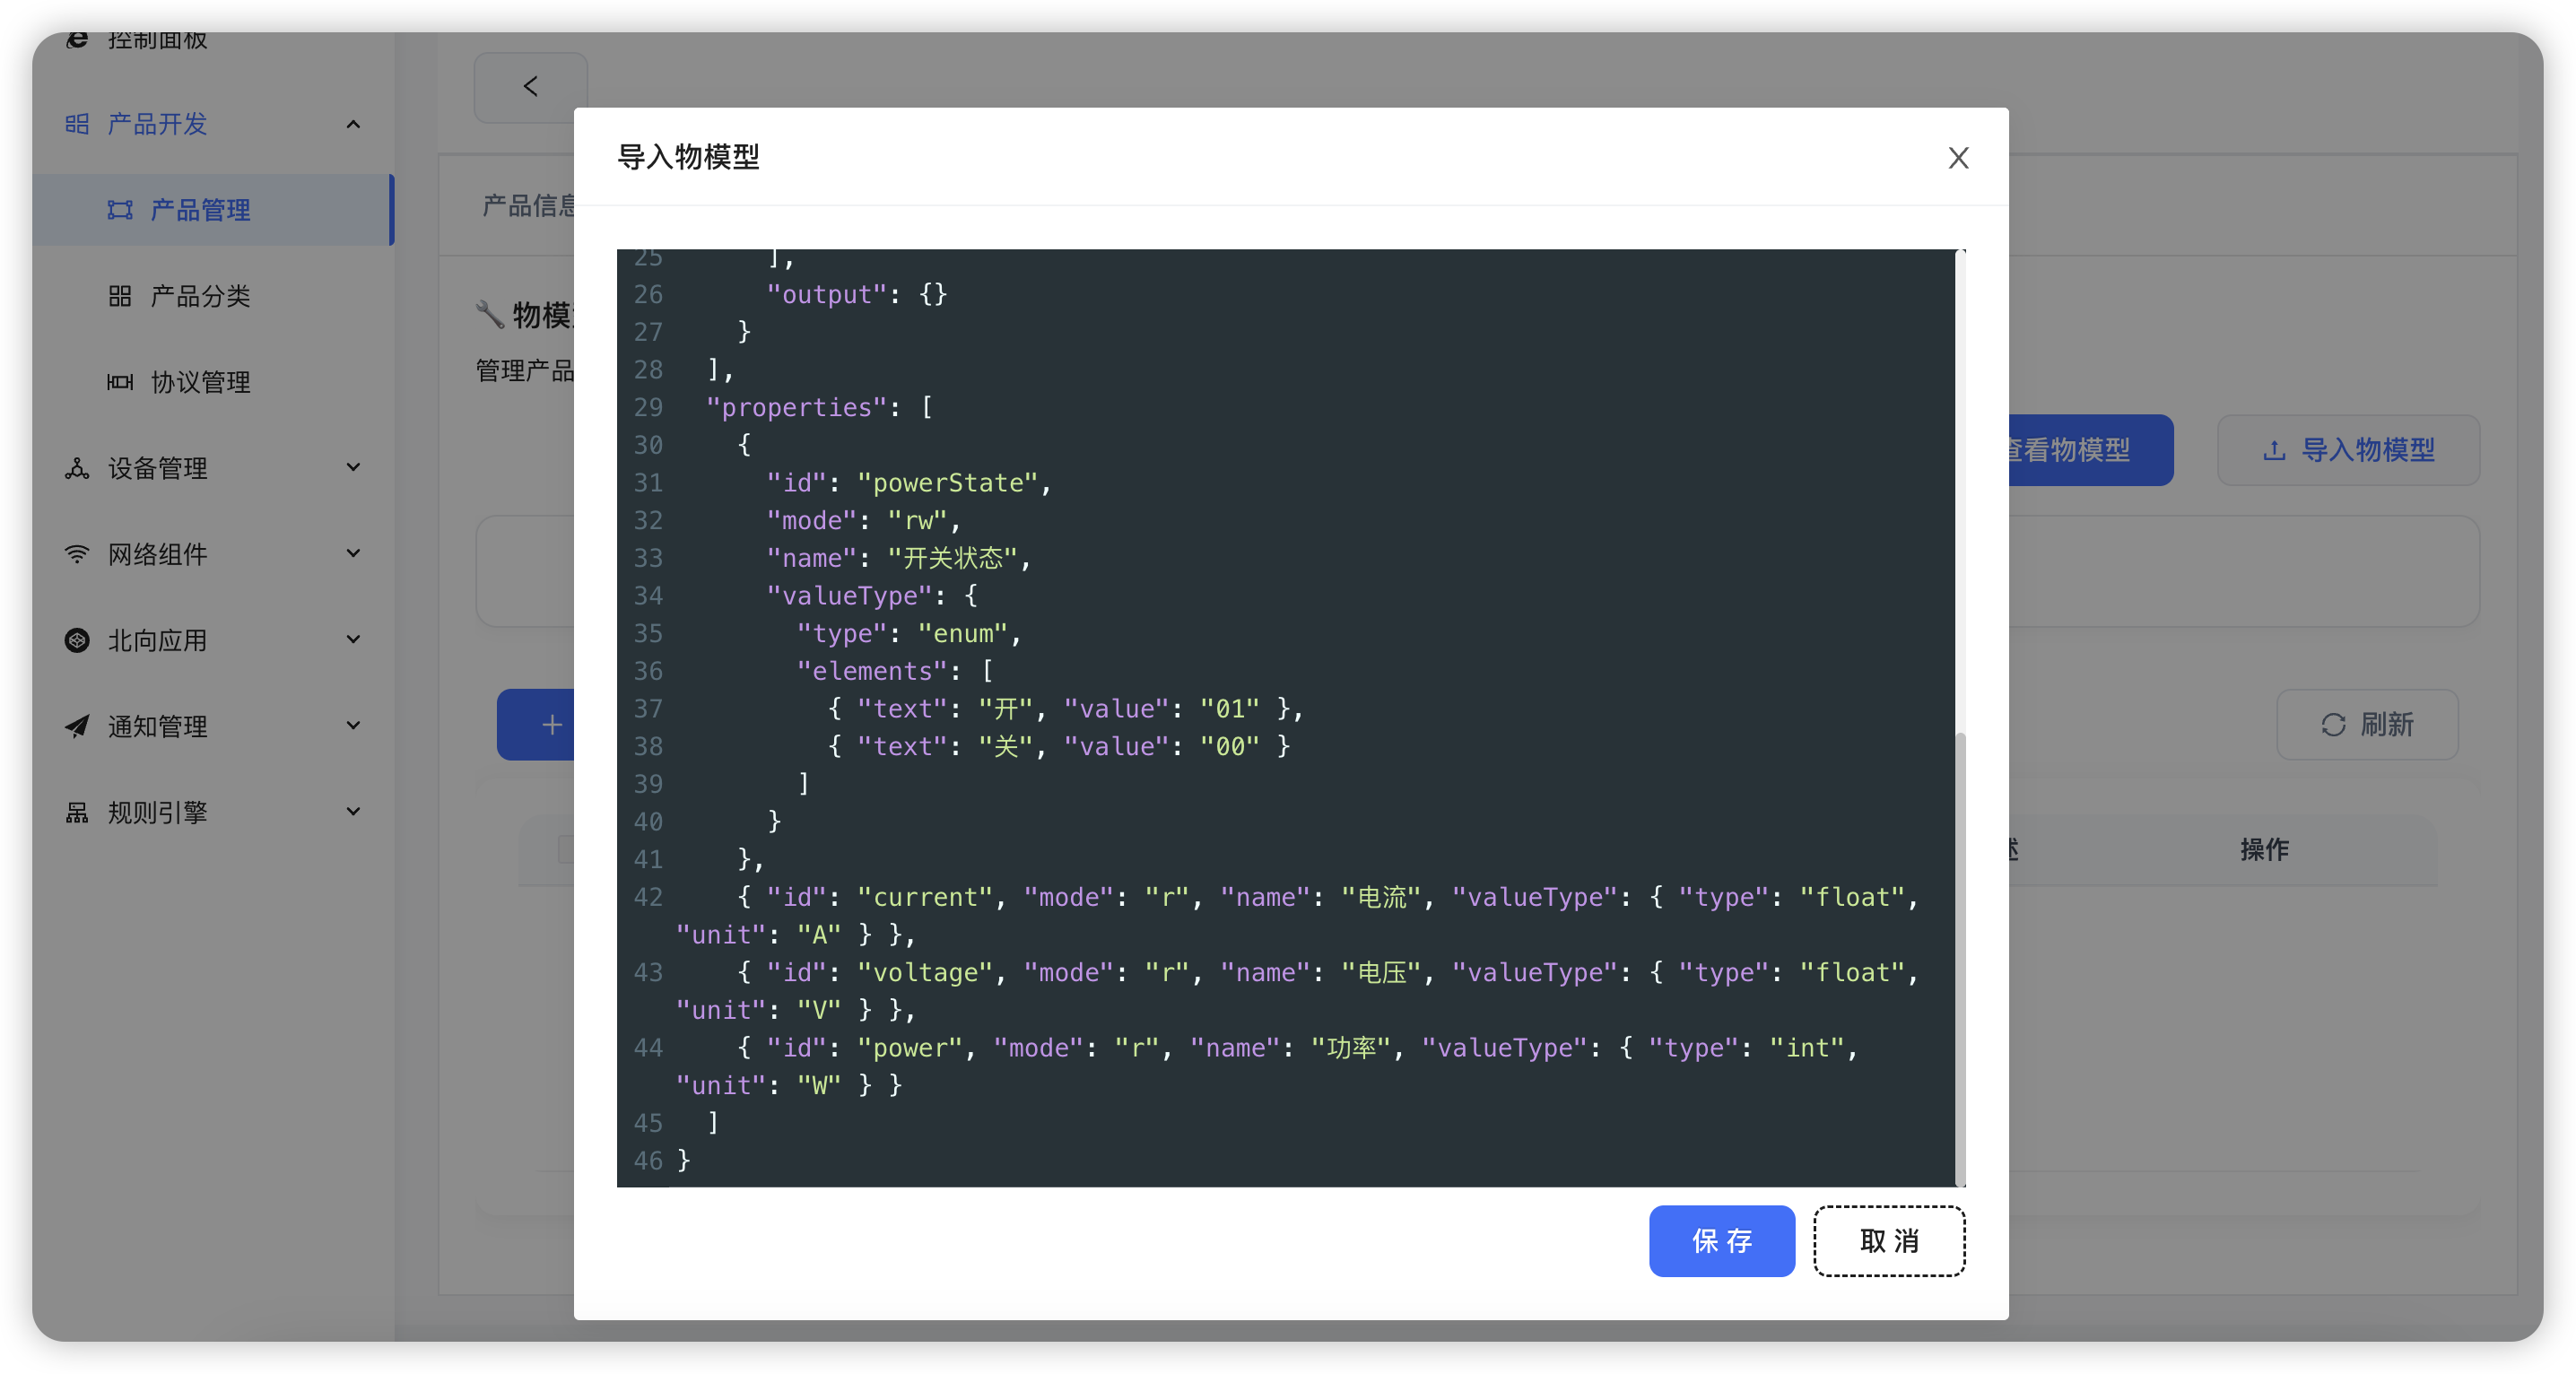 控制面板
产品开发
产品管理
产品分类
协议管理
设备管理
网络组件
北向应用
通知管理
规则引擎
产品信息
物模
管理产品
查看物模型
导入物模型
刷新
操作
导入物模型
25 ],
26 "output": {}
27 }
28 ],
29 "properties": [
30 {
31 "id": "powerState",
32 "mode": "rw",
33 "name": "开关状态",
34 "valueType": {
35 "type": "enum",
36 "elements": [
37 { "text": "开", "value": "01" },
38 { "text": "关", "value": "00" }
39 ]
40 }
41 },
42 { "id": "current", "mode": "r", "name": "电流", "valueType": { "type": "float",
"unit": "A" } },
43 { "id": "voltage", "mode": "r", "name": "电压", "valueType": { "type": "float",
"unit": "V" } },
44 { "id": "power", "mode": "r", "name": "功率", "valueType": { "type": "int",
"unit": "W" } }
45 ]
46 }
保 存
取 消